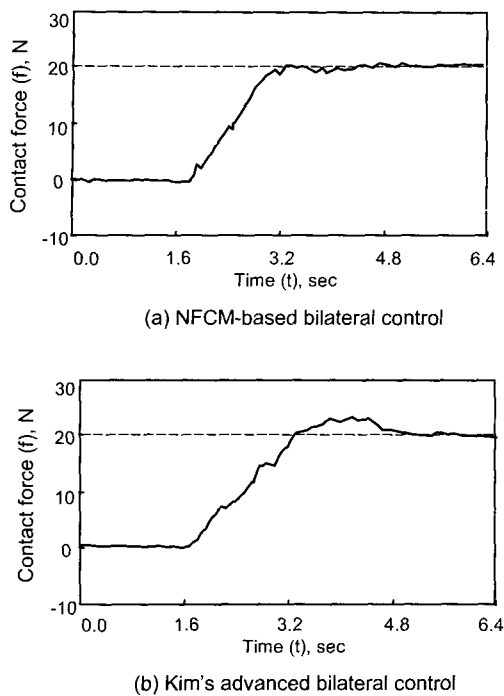 30
20
10
0
-10
Contact force (f), N
0.0 1.6 3.2 4.8 6.4
Time (t), sec
(a) NFCM-based bilateral control
30
20
10
0
-10
Contact force (f), N
0.0 1.6 3.2 4.8 6.4
Time (t), sec
(b) Kim's advanced bilateral control